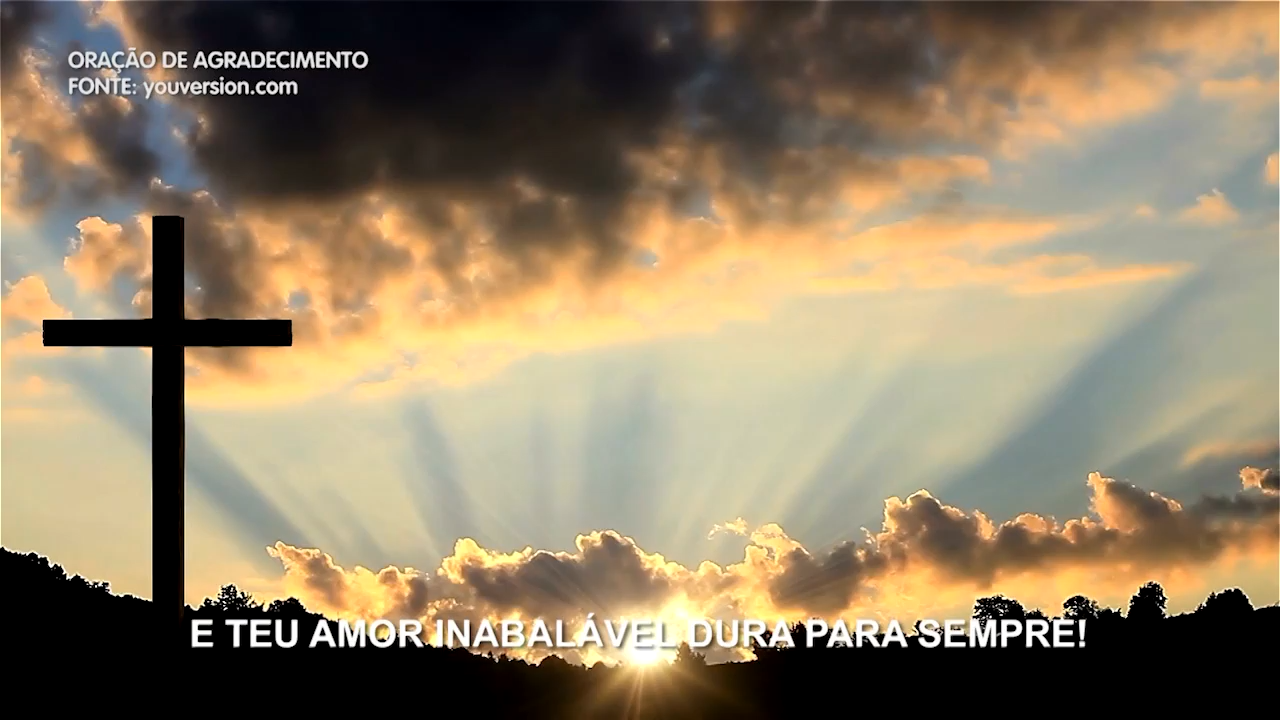 ORAÇÃO DE AGRADECIMENTO
FONTE: youversion.com
E TEU AMOR INABALÁVEL DURA PARA SEMPRE!